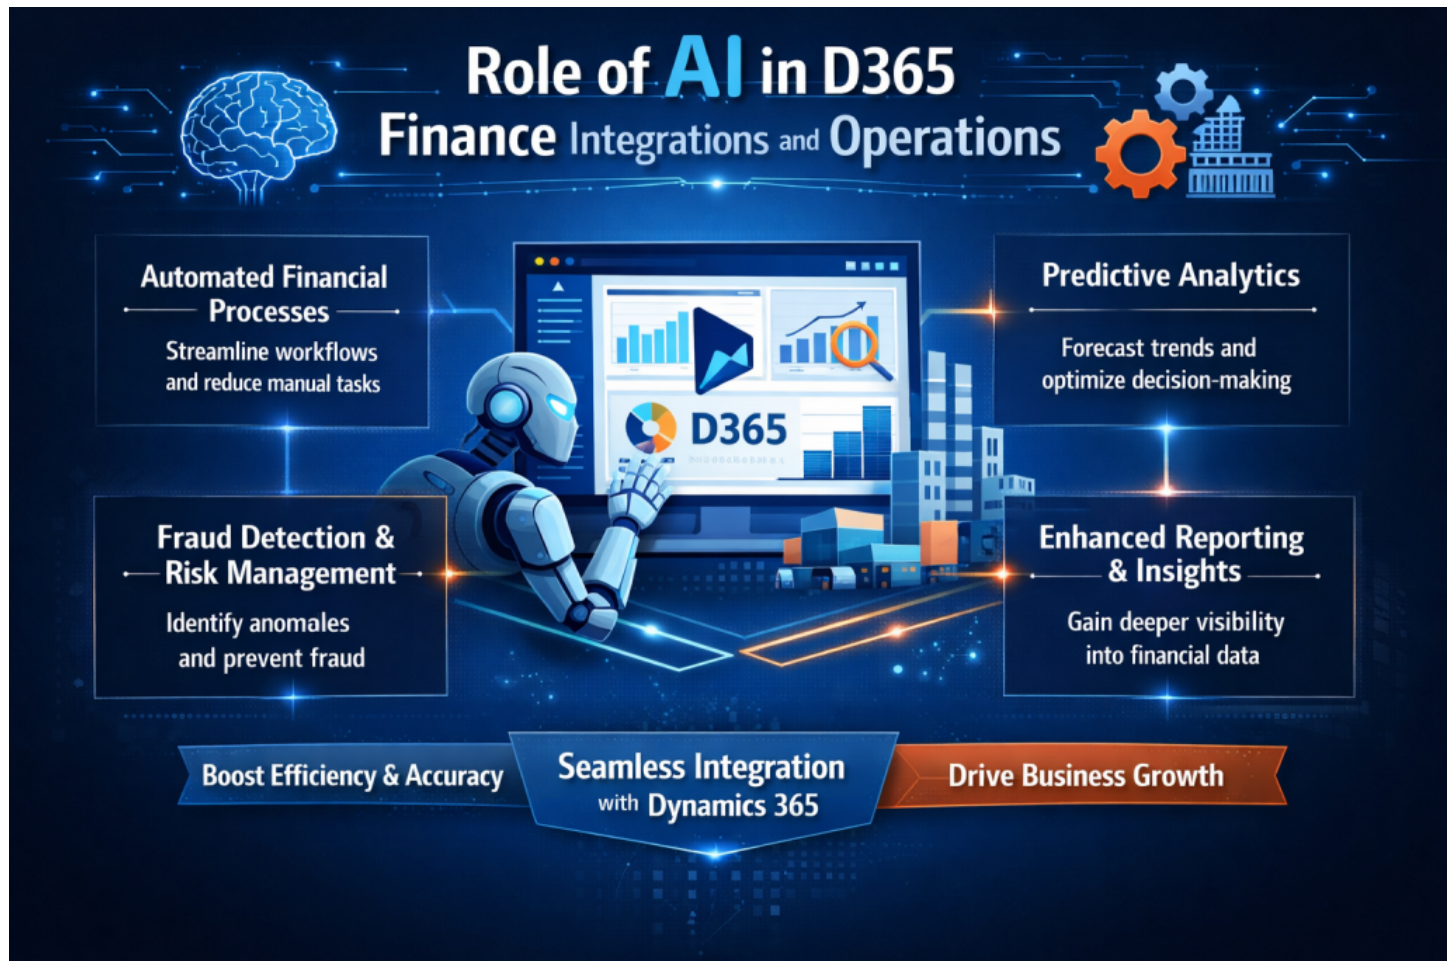 Role of AI in D365
Finance Integrations and Operations
Automated Financial
Processes
Streamline workflows
and reduce manual tasks
Predictive Analytics
Forecast trends and
optimize decision-making
D365
Fraud Detection &
Risk Management
Identify anomales
and prevent fraud
Enhanced Reporting
& Insights
Gain deeper visibility
into financial data
Boost Efficiency & Accuracy
Seamless Integration
with Dynamics 365
Drive Business Growth